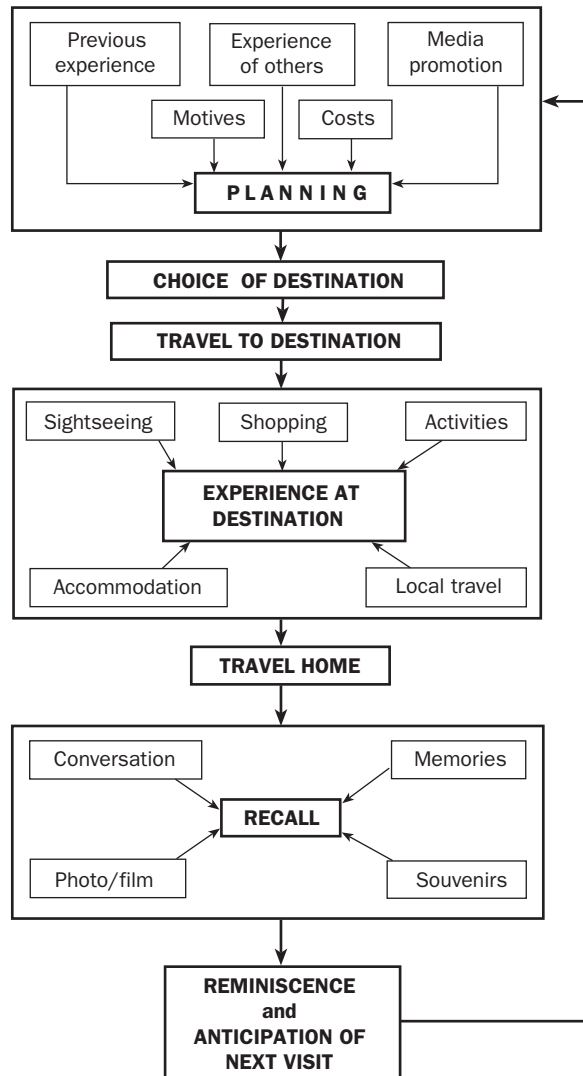 Previous
experience
Experience
of others
Media
promotion
Motives
Costs
PLANNING
CHOICE OF DESTINATION
TRAVEL TO DESTINATION
Sightseeing
Shopping
Activities
EXPERIENCE AT
DESTINATION
Accommodation
Local travel
TRAVEL HOME
Conversation
Memories
RECALL
Photo/film
Souvenirs
REMINISCENCE
and
ANTICIPATION OF
NEXT VISIT